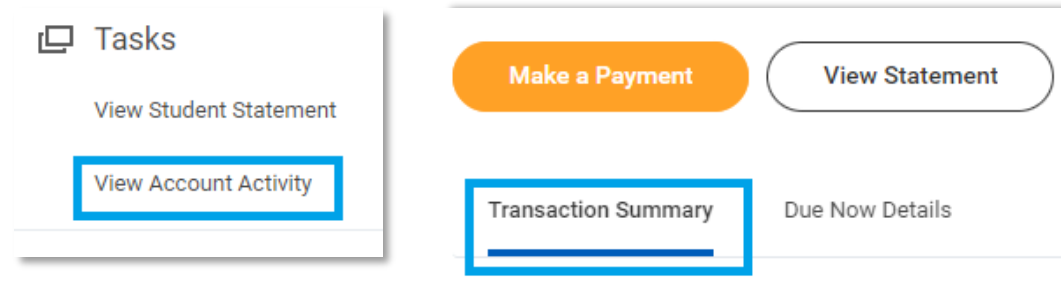 Tasks
View Student Statement
View Account Activity
Make a Payment
View Statement
Transaction Summary
Due Now Details